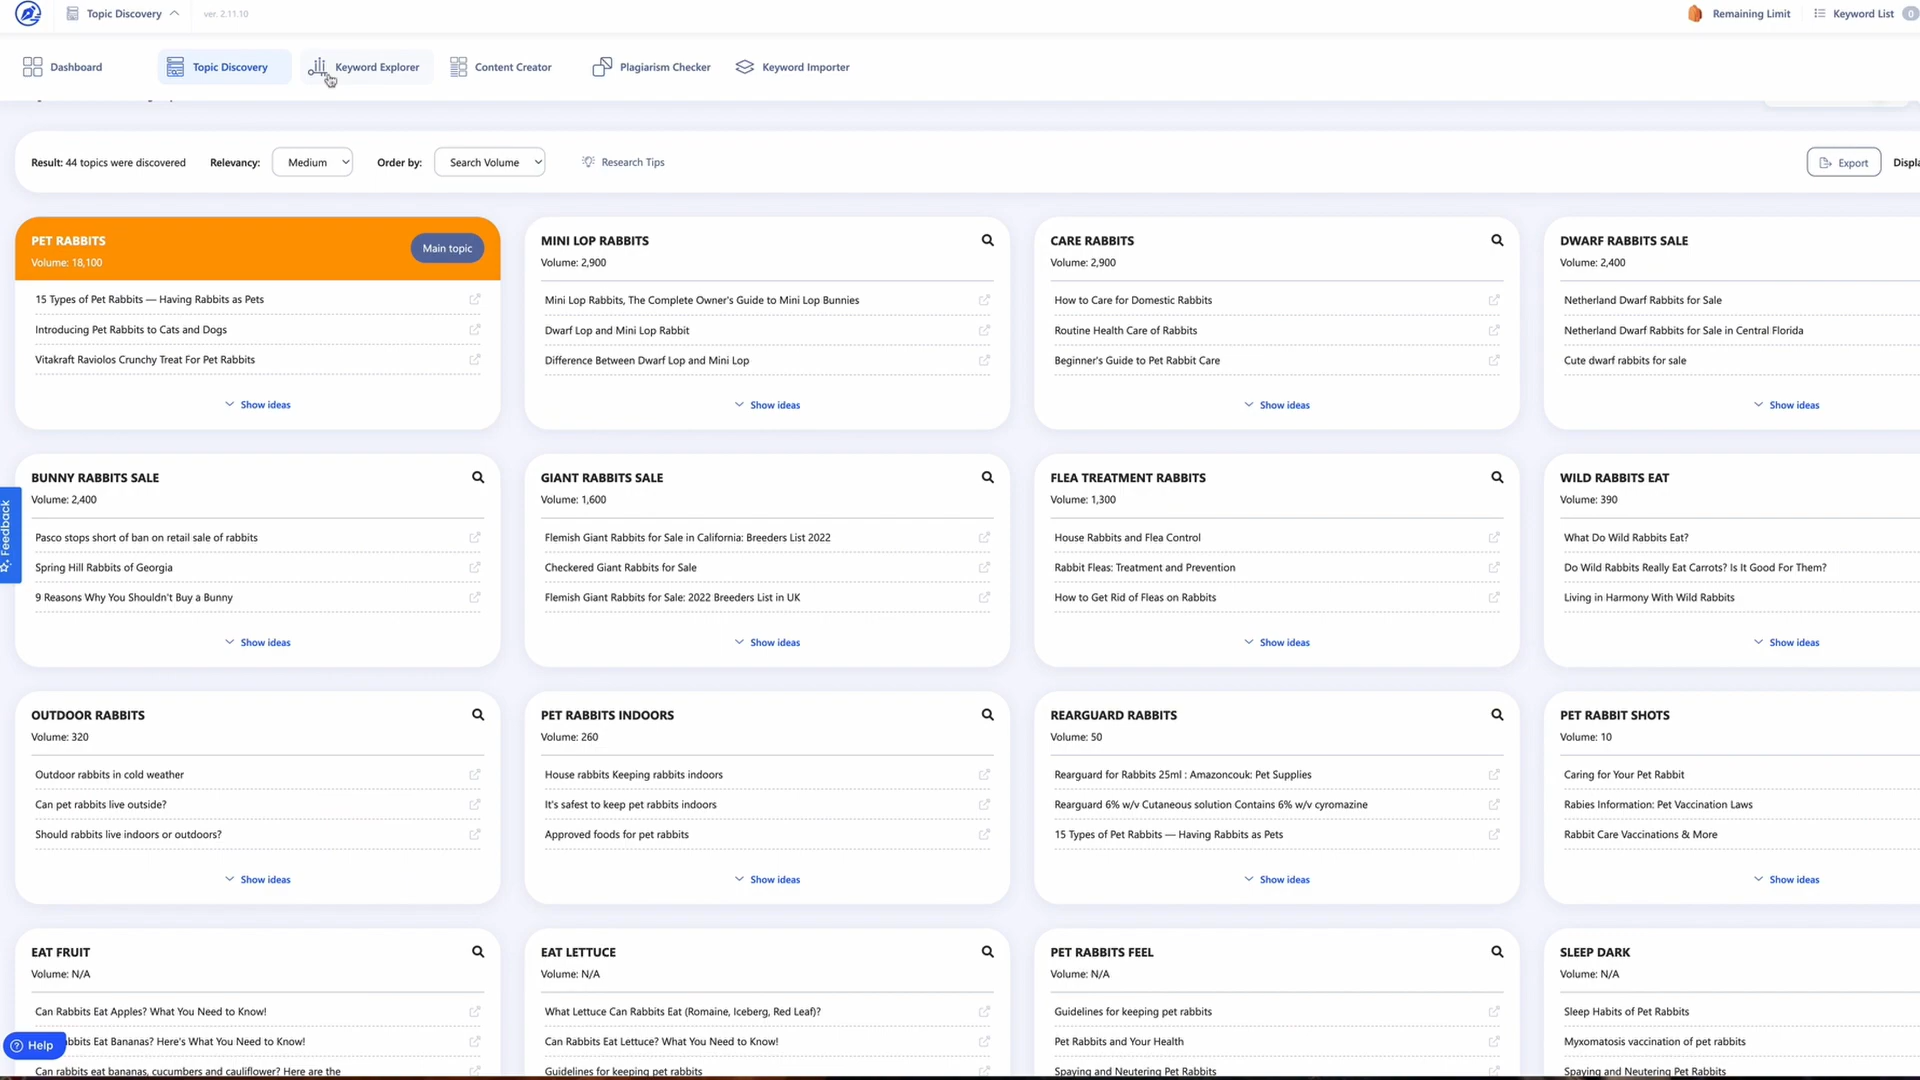 Topic Discovery
ver. 2.11.10
Remaining Limit
Keyword List 0
Dashboard
Topic Discovery
Keyword Explorer
Content Creator
Plagiarism Checker
Keyword Importer
Result: 44 topics were discovered
Relevancy: Medium
Order by: Search Volume
Research Tips
Export
Displa
PET RABBITS
Volume: 18,100
Main topic
15 Types of Pet Rabbits — Having Rabbits as Pets
Introducing Pet Rabbits to Cats and Dogs
Vitakraft Raviolos Crunchy Treat For Pet Rabbits
Show ideas
MINI LOP RABBITS
Volume: 2,900
Mini Lop Rabbits, The Complete Owner's Guide to Mini Lop Bunnies
Dwarf Lop and Mini Lop Rabbit
Difference Between Dwarf Lop and Mini Lop
Show ideas
CARE RABBITS
Volume: 2,900
How to Care for Domestic Rabbits
Routine Health Care of Rabbits
Beginner's Guide to Pet Rabbit Care
Show ideas
DWARF RABBITS SALE
Volume: 2,400
Netherland Dwarf Rabbits for Sale
Netherland Dwarf Rabbits for Sale in Central Florida
Cute dwarf rabbits for sale
Show ideas
BUNNY RABBITS SALE
Volume: 2,400
Pasco stops short of ban on retail sale of rabbits
Spring Hill Rabbits of Georgia
9 Reasons Why You Shouldn't Buy a Bunny
Show ideas
GIANT RABBITS SALE
Volume: 1,600
Flemish Giant Rabbits for Sale in California: Breeders List 2022
Checkered Giant Rabbits for Sale
Flemish Giant Rabbits for Sale: 2022 Breeders List in UK
Show ideas
FLEA TREATMENT RABBITS
Volume: 1,300
House Rabbits and Flea Control
Rabbit Fleas: Treatment and Prevention
How to Get Rid of Fleas on Rabbits
Show ideas
WILD RABBITS EAT
Volume: 390
What Do Wild Rabbits Eat?
Do Wild Rabbits Really Eat Carrots? Is It Good For Them?
Living in Harmony With Wild Rabbits
Show ideas
Feedback
OUTDOOR RABBITS
Volume: 320
Outdoor rabbits in cold weather
Can pet rabbits live outside?
Should rabbits live indoors or outdoors?
Show ideas
PET RABBITS INDOORS
Volume: 260
House rabbits Keeping rabbits indoors
It's safest to keep pet rabbits indoors
Approved foods for pet rabbits
Show ideas
REARGUARD RABBITS
Volume: 50
Rearguard for Rabbits 25ml : Amazoncouk: Pet Supplies
Rearguard 6% w/v Cutaneous solution Contains 6% w/v cyromazine
15 Types of Pet Rabbits — Having Rabbits as Pets
Show ideas
PET RABBIT SHOTS
Volume: 10
Caring for Your Pet Rabbit
Rabies Information: Pet Vaccination Laws
Rabbit Care Vaccinations & More
Show ideas
EAT FRUIT
Volume: N/A
Can Rabbits Eat Apples? What You Need to Know!
bbits Eat Bananas? Here's What You Need to Know!
Can rabbits eat bananas, cucumbers and cauliflower? Here are the
EAT LETTUCE
Volume: N/A
What Lettuce Can Rabbits Eat (Romaine, Iceberg, Red Leaf)?
Can Rabbits Eat Lettuce? What You Need to Know!
Guidelines for keeping pet rabbits
PET RABBITS FEEL
Volume: N/A
Guidelines for keeping pet rabbits
Pet Rabbits and Your Health
Spaying and Neutering Pet Rabbits
SLEEP DARK
Volume: N/A
Sleep Habits of Pet Rabbits
Myxomatosis vaccination of pet rabbits
Spaying and Neutering Pet Rabbits
Help